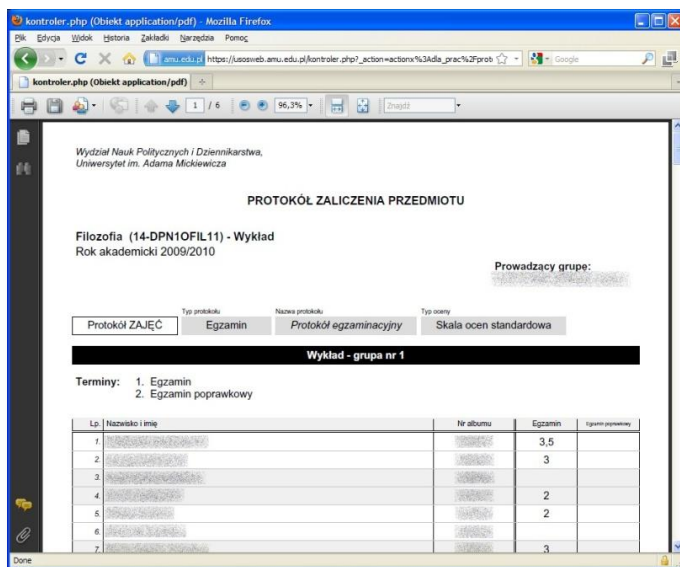 kontroler.php (Obiekt application/pdf) - Mozilla Firefox
Plik Edycja Widok Historia Zakładki Narzędzia Pomoc
amu.edu.pl https://usosweb.amu.edu.pl/kontroler.php?_action=actionx%3Adla_prac%2Fprot Google
kontroler.php (Obiekt application/pdf)
1 / 6 96,3% Znajdź
Wydział Nauk Politycznych i Dziennikarstwa,
Uniwersytet im. Adama Mickiewicza
PROTOKÓŁ ZALICZENIA PRZEDMIOTU
Filozofia (14-DPN1OFIL11) - Wykład
Rok akademicki 2009/2010
Prowadzący grupę:
Typ protokołu Nazwa protokołu Typ oceny
Protokół ZAJĘĆ Egzamin Protokół egzaminacyjny Skala ocen standardowa
Wykład - grupa nr 1
Terminy: 1. Egzamin
2. Egzamin poprawkowy
Lp. Nazwisko i imię Nr albumu Egzamin Egzamin poprawkowy
1. 3,5
2. 3
3.
4. 2
5. 2
6.
7. 3
Done